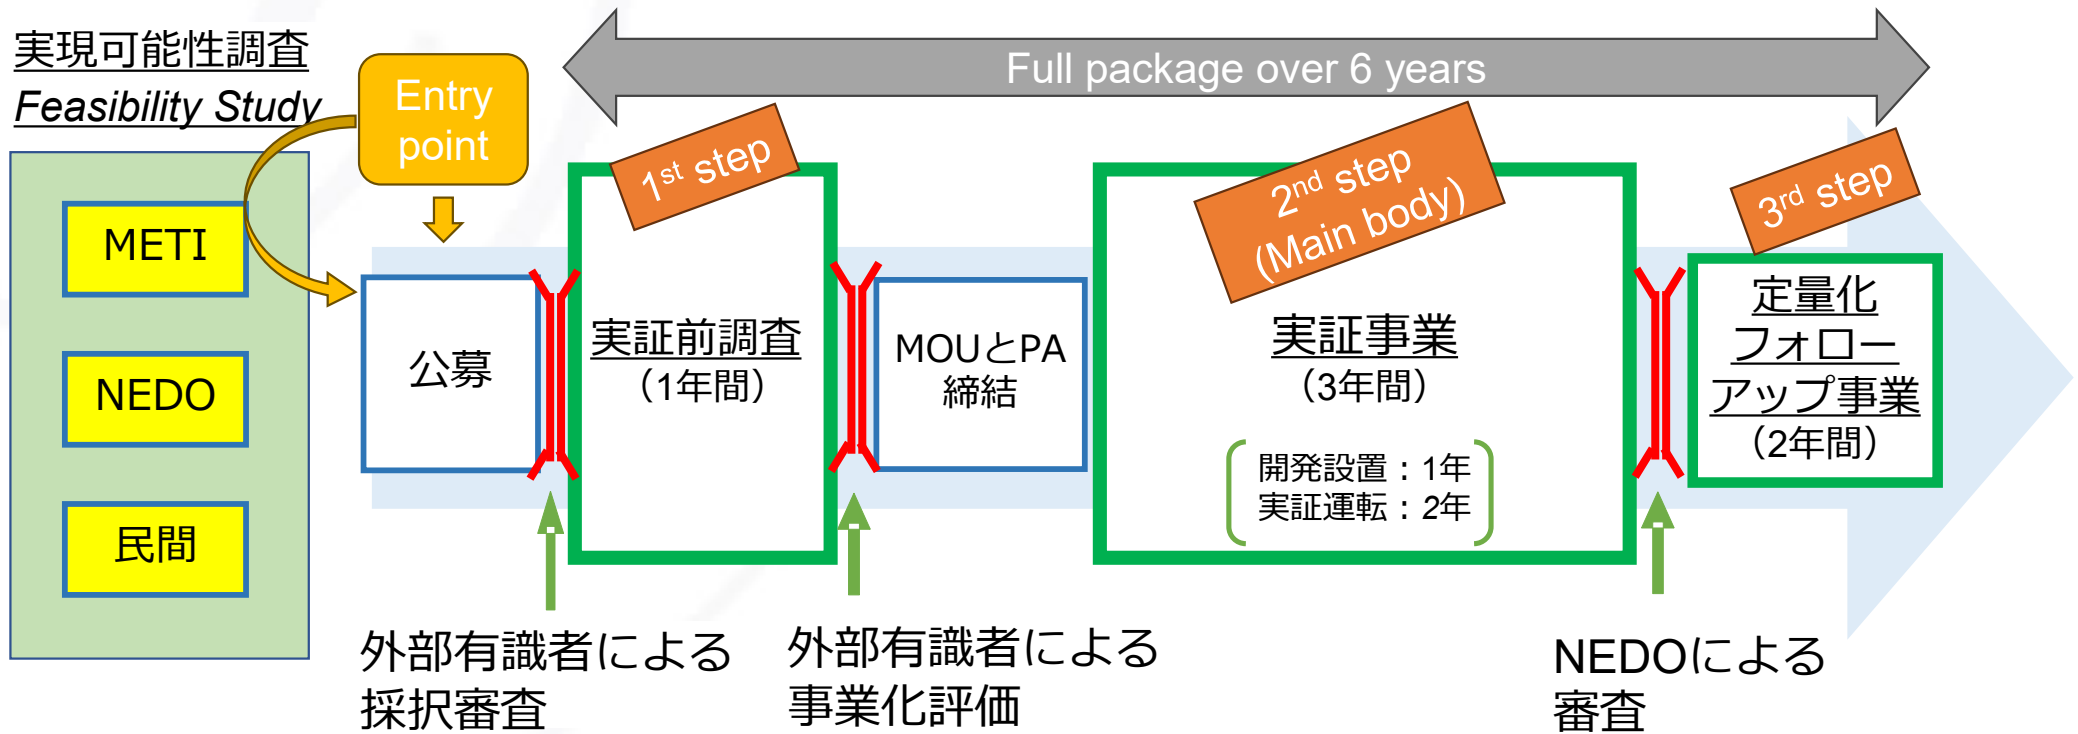 実現可能性調査
Feasibility Study
METI
NEDO
民間
Entry
point
Full package over 6 years
公募
1st step
実証前調査
（1年間）
MOUとPA
締結
2nd step
(Main body)
実証事業
（3年間）
開発設置：1年
実証運転：2年
3rd step
定量化
フォロー
アップ事業
（2年間）
外部有識者による
採択審査
外部有識者による
事業化評価
NEDOによる
審査